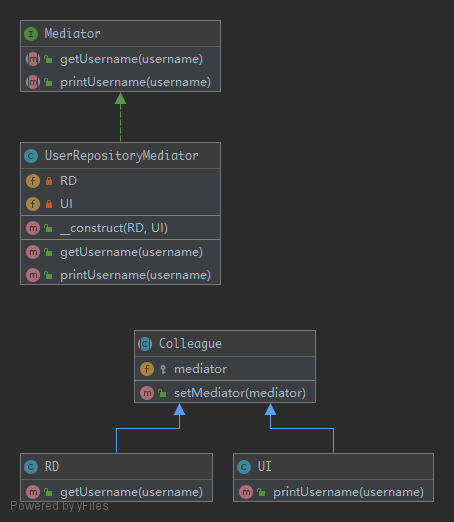 Mediator
getUsername(username)
printUsername(username)
UserRepositoryMediator
RD
UI
__construct(RD, UI)
getUsername(username)
printUsername(username)
Colleague
mediator
setMediator(mediator)
RD
getUsername(username)
UI
printUsername(username)
Powered by yFiles